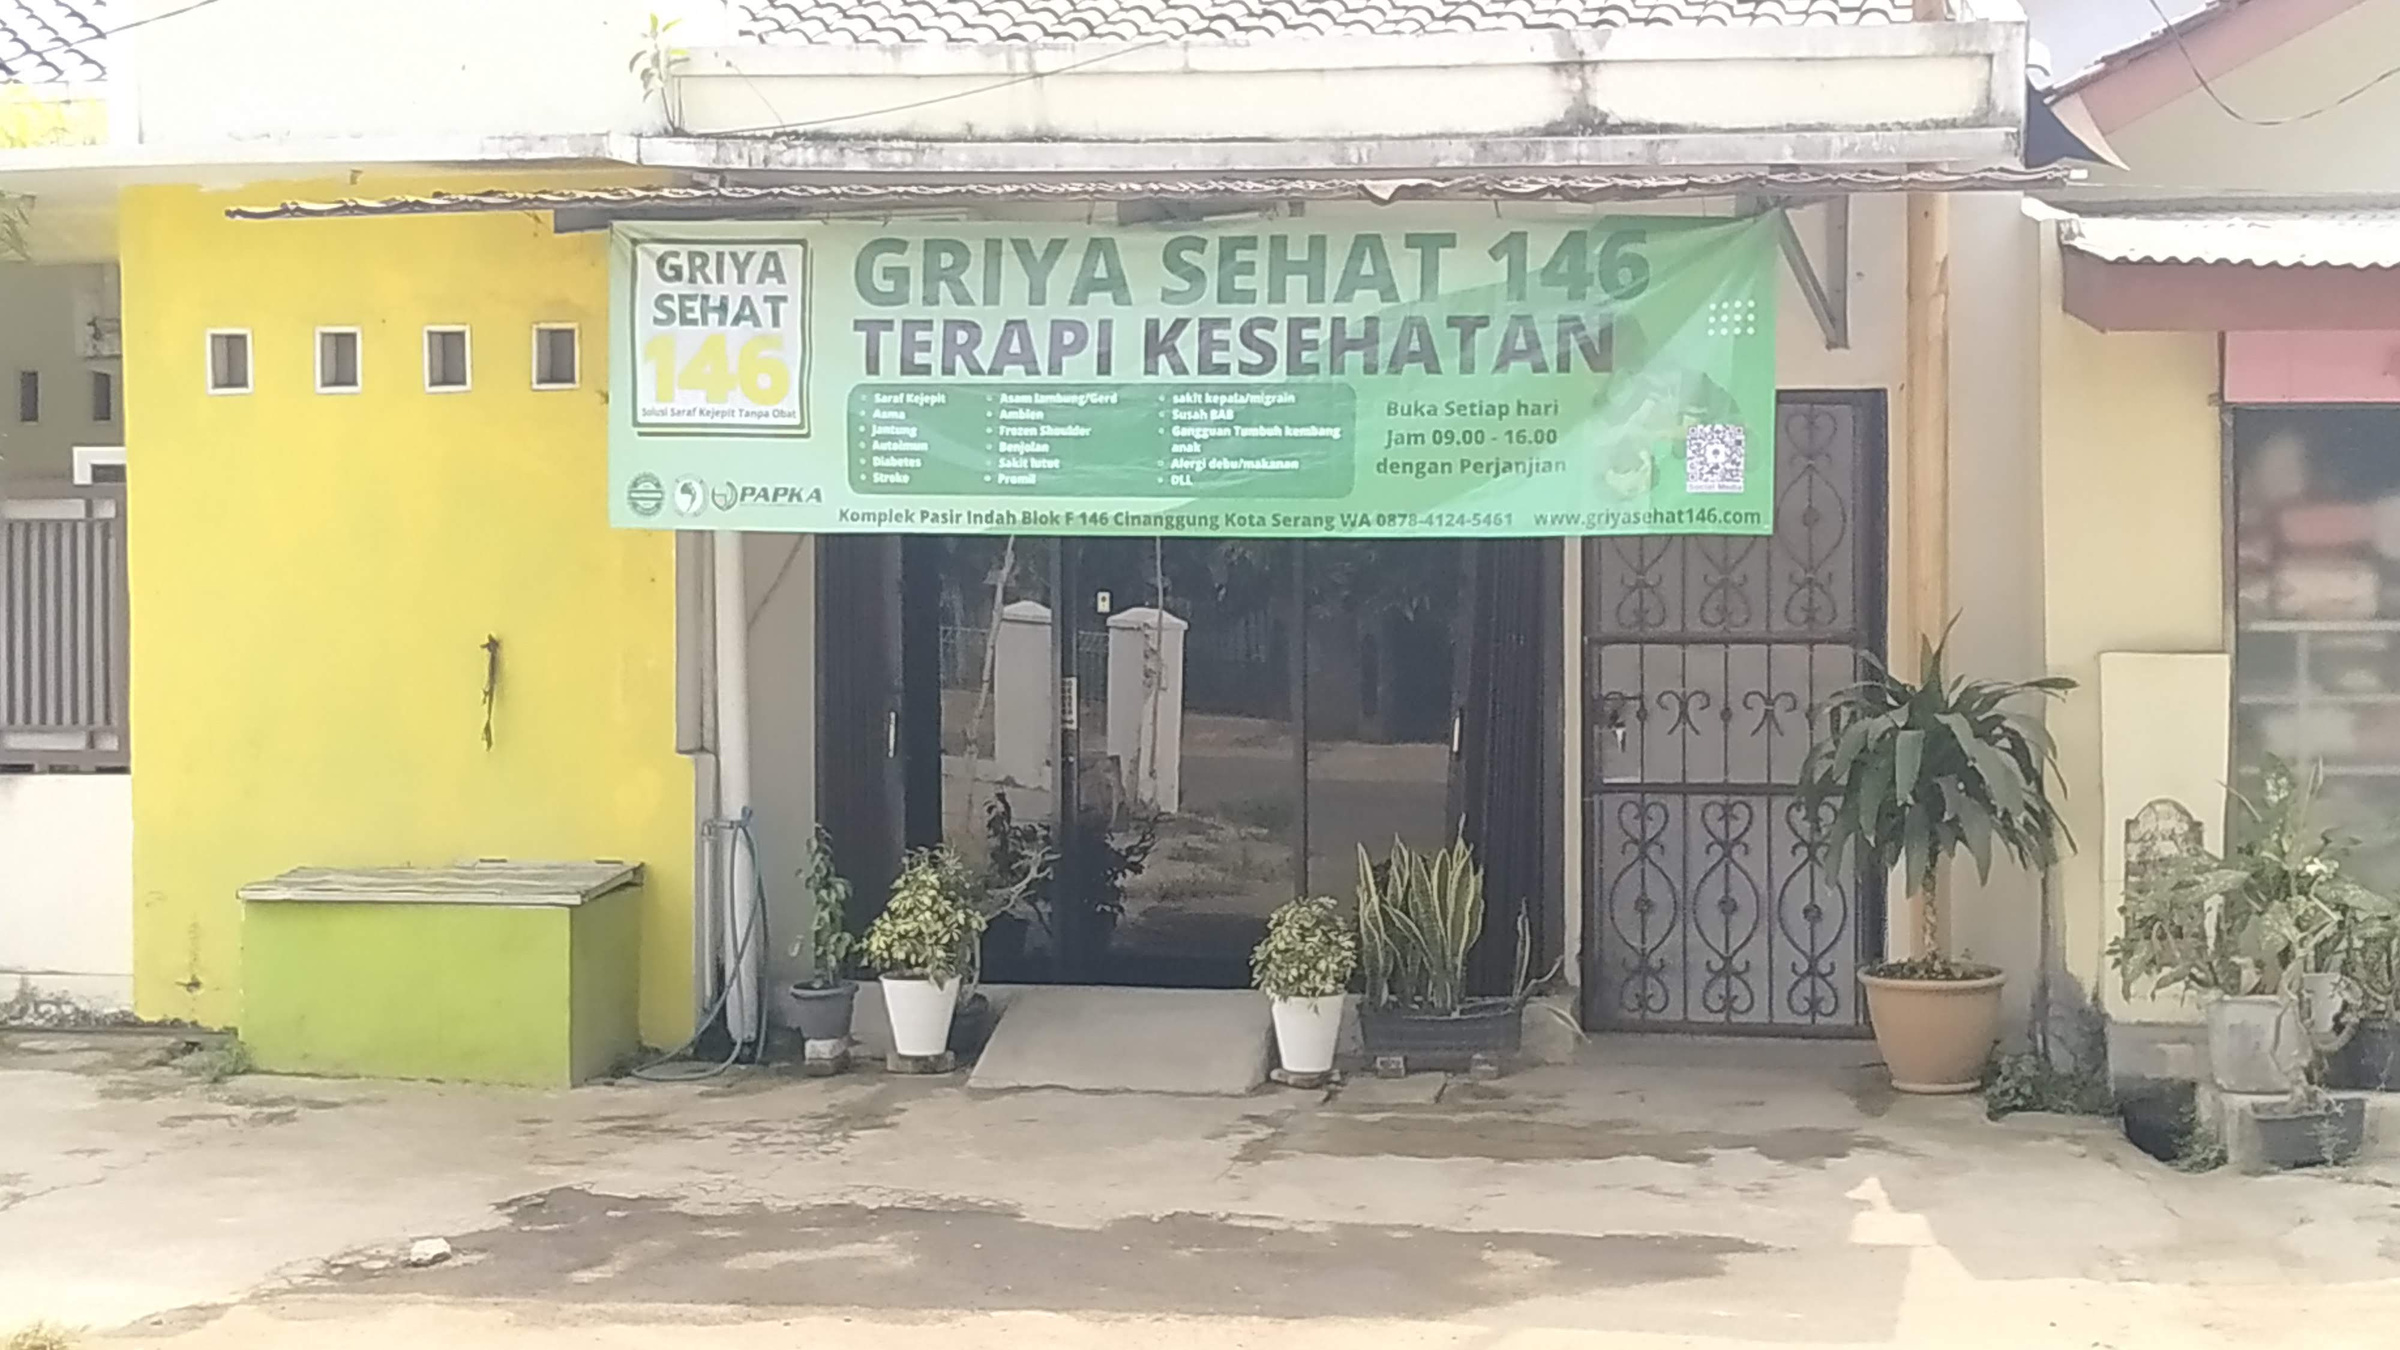 GRIYA
SEHAT
146
Solusi Saraf Kejepit Tanpa Obat
PAPKA
GRIYA SEHAT 146
TERAPI KESEHATAN
Saraf Kejepit
Asma
Jantung
Autoimun
Diabetes
Stroke
Asam lambung/Gerd
Ambien
Frozen Shoulder
Benjolan
Sakit lutut
Promil
sakit kepala/migrain
Susah BAB
Gangguan Tumbuh kembang
anak
Alergi debu/makanan
DLL
Buka Setiap hari
Jam 09.00 - 16.00
dengan Perjanjian
Social Media
Komplek Pasir Indah Blok F 146 Cinanggung Kota Serang WA 0878-4124-5461 www.griyasehat146.com